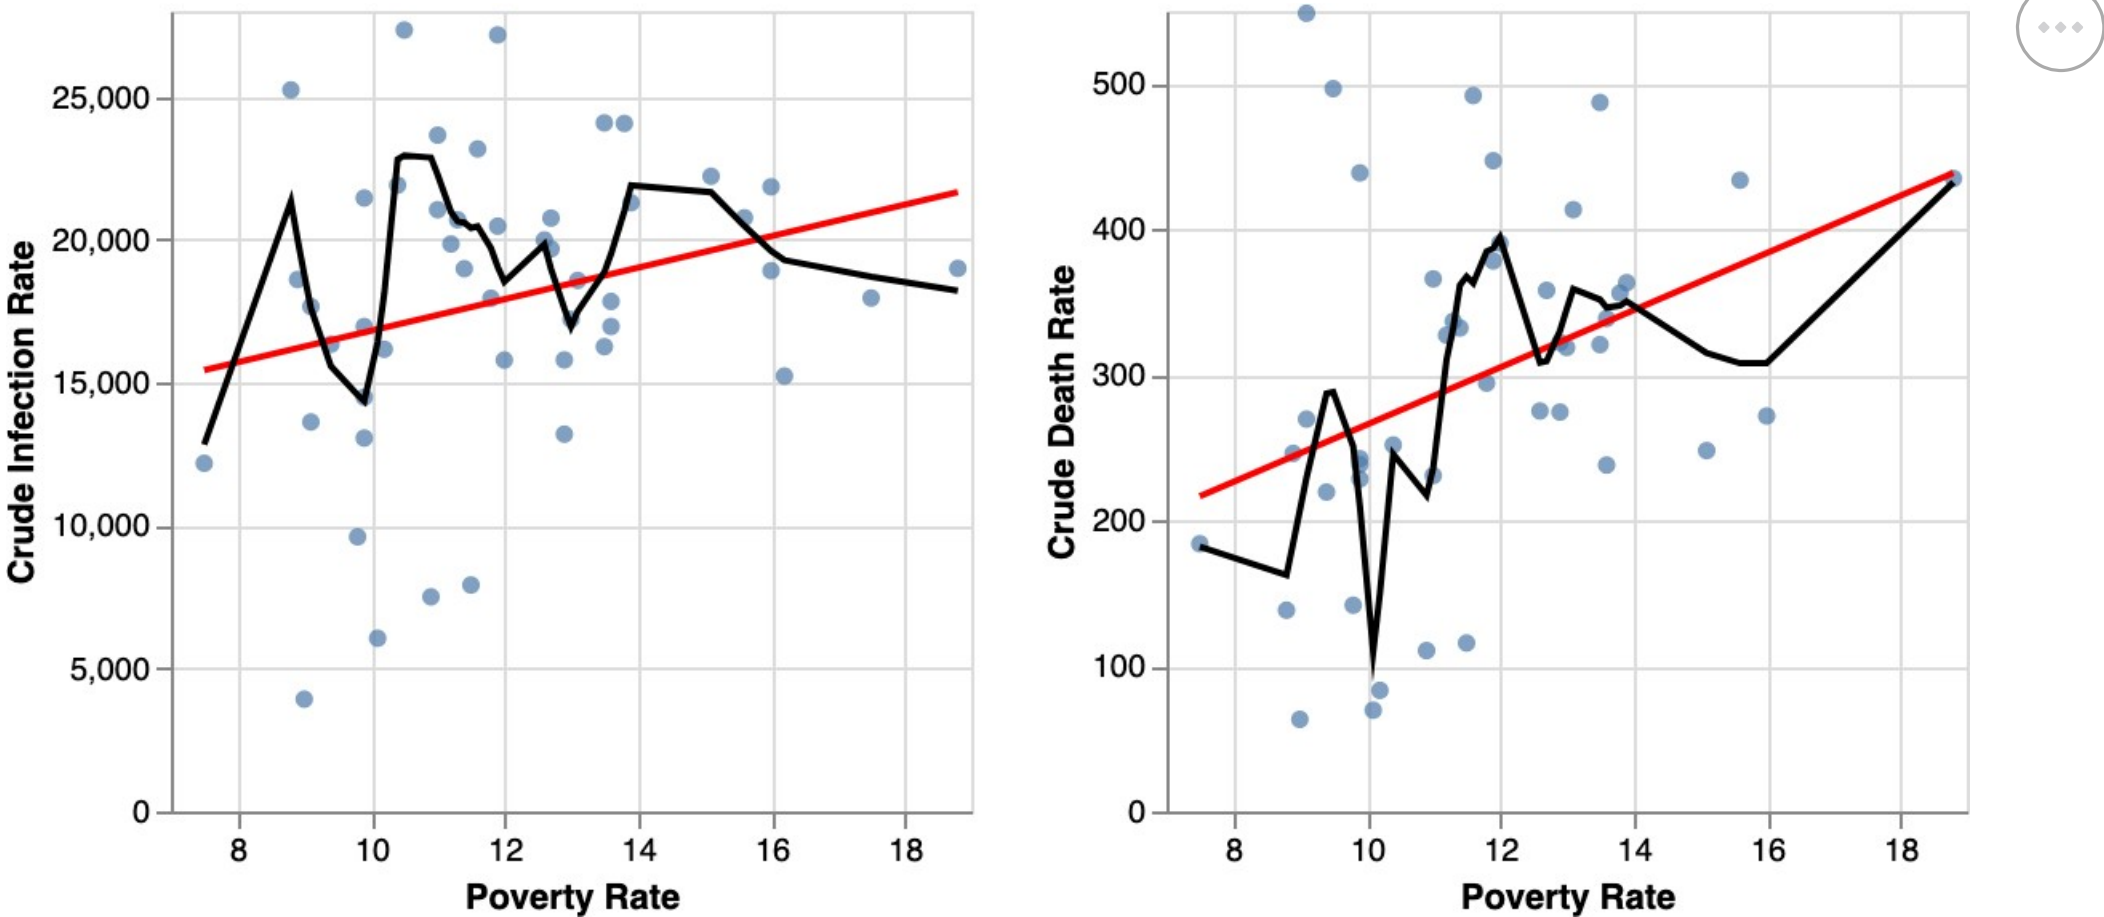 Crude Infection Rate
25,000
20,000
15,000
10,000
5,000
0
8 10 12 14 16 18
Poverty Rate
Crude Death Rate
500
400
300
200
100
0
8 10 12 14 16 18
Poverty Rate